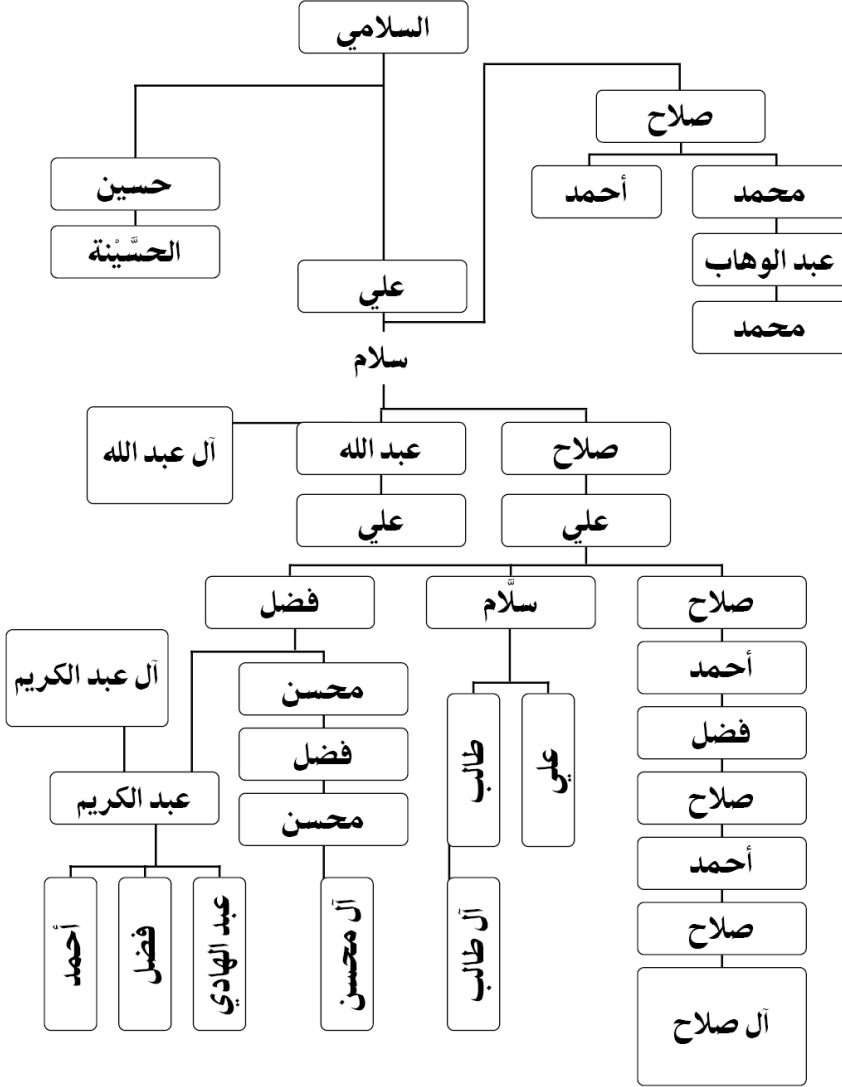 السلامي
صلاح
أحمد
محمد
عبد الوهاب
محمد
حسين
الحسَّيْنة
علي
سلام
صلاح
عبد الله
آل عبد الله
علي
علي
صلاح
سلَّام
فضل
أحمد
فضل
صلاح
أحمد
صلاح
آل صلاح
علي
طالب
آل طالب
محسن
فضل
محسن
آل محسن
آل عبد الكريم
عبد الكريم
عبد الهادي
فضل
أحمد